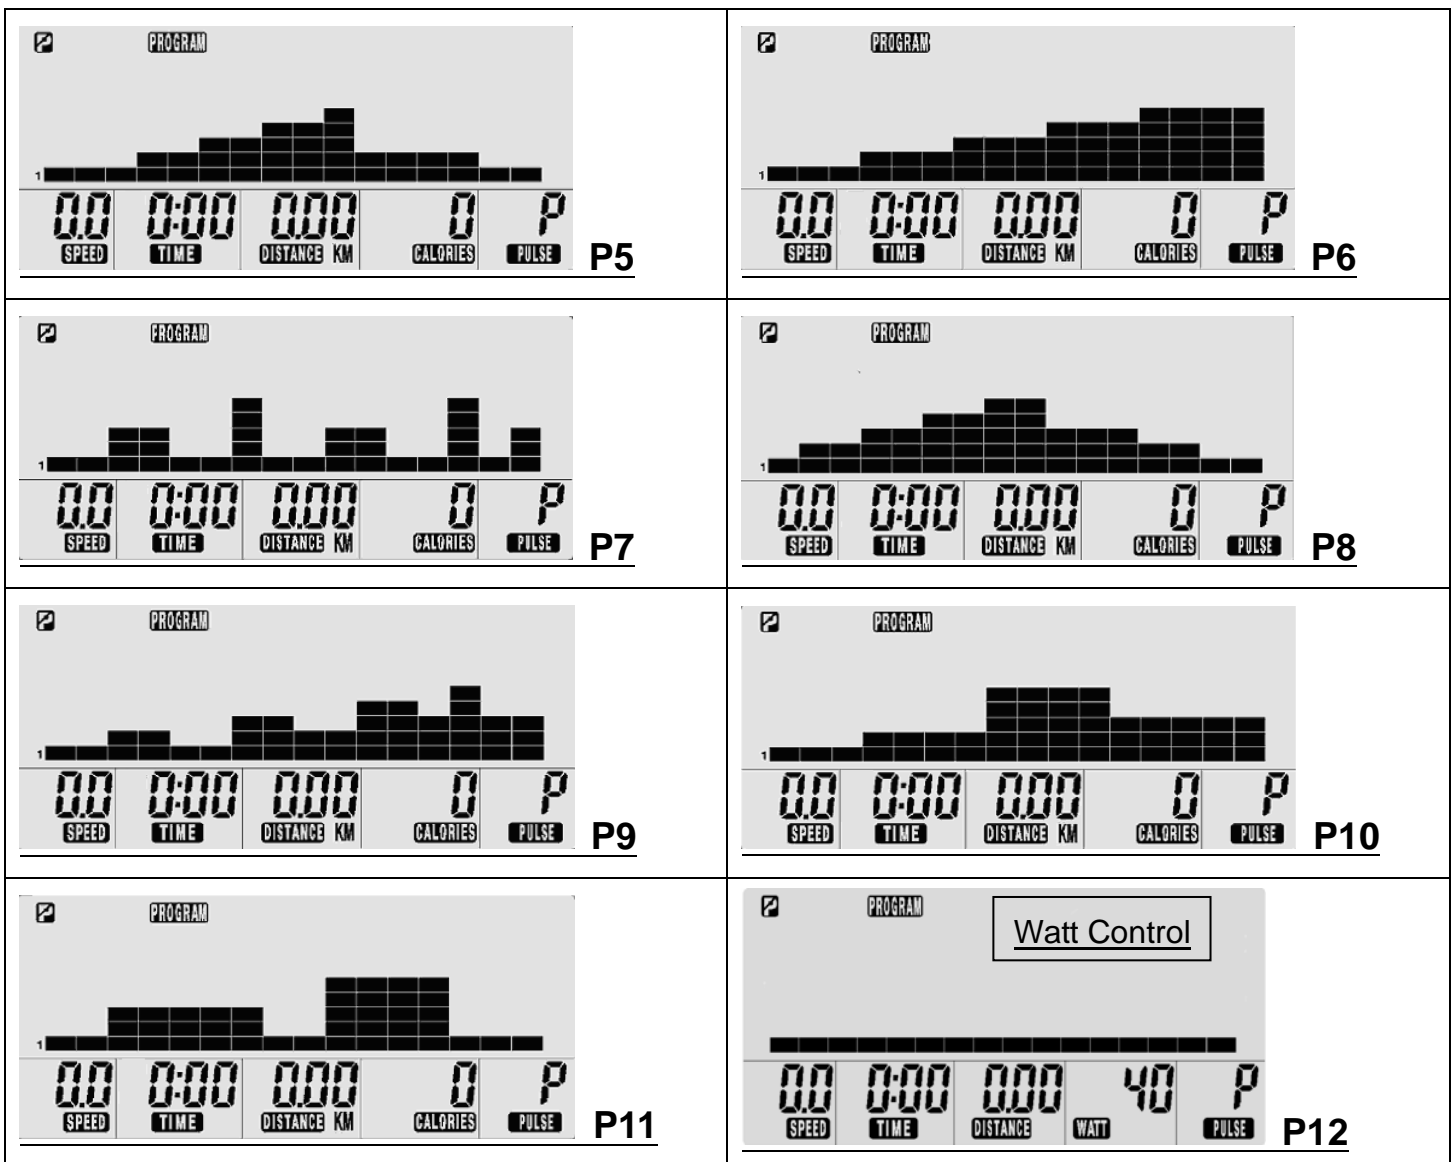 PROGRAM
1
0.0 0:00 0.00 0 P
SPEED TIME DISTANCE KM CALORIES PULSE P5
PROGRAM
1
0.0 0:00 0.00 0 P
SPEED TIME DISTANCE KM CALORIES PULSE P6
PROGRAM
1
0.0 0:00 0.00 0 P
SPEED TIME DISTANCE KM CALORIES PULSE P7
PROGRAM
1
0.0 0:00 0.00 0 P
SPEED TIME DISTANCE KM CALORIES PULSE P8
PROGRAM
1
0.0 0:00 0.00 0 P
SPEED TIME DISTANCE KM CALORIES PULSE P9
PROGRAM
1
0.0 0:00 0.00 0 P
SPEED TIME DISTANCE KM CALORIES PULSE P10
PROGRAM
1
0.0 0:00 0.00 0 P
SPEED TIME DISTANCE KM CALORIES PULSE P11
PROGRAM Watt Control
0.0 0:00 0.00 40 P
SPEED TIME DISTANCE WATT PULSE P12